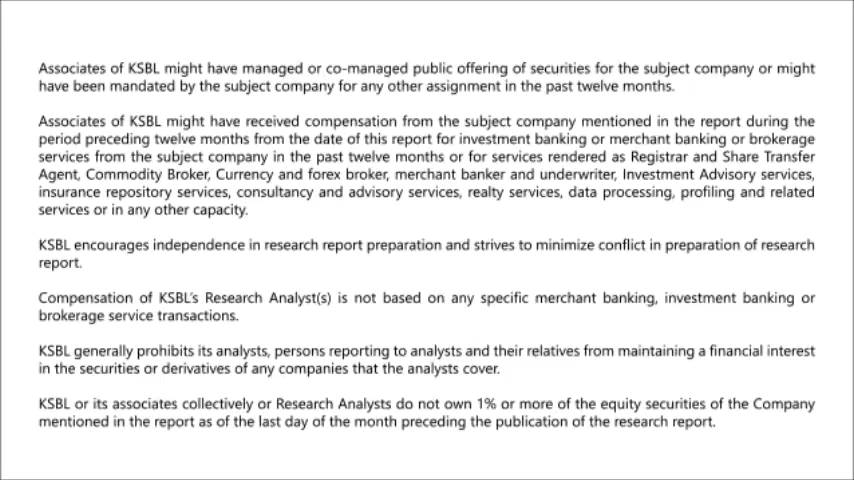 Associates of KSBL might have managed or co-managed public offering of securities for the subject company or might
have been mandated by the subject company for any other assignment in the past twelve months.
Associates of KSBL might have received compensation from the subject company mentioned in the report during the
period preceding twelve months from the date of this report for investment banking or merchant banking or brokerage
services from the subject company in the past twelve months or for services rendered as Registrar and Share Transfer
Agent, Commodity Broker, Currency and forex broker, merchant banker and underwriter, Investment Advisory services,
insurance repository services, consultancy and advisory services, realty services, data processing, profiling and related
services or in any other capacity.
KSBL encourages independence in research report preparation and strives to minimize conflict in preparation of research
report.
Compensation of KSBL's Research Analyst(s) is not based on any specific merchant banking, investment banking or
brokerage service transactions.
KSBL generally prohibits its analysts, persons reporting to analysts and their relatives from maintaining a financial interest
in the securities or derivatives of any companies that the analysts cover.
KSBL or its associates collectively or Research Analysts do not own 1% or more of the equity securities of the Company
mentioned in the report as of the last day of the month preceding the publication of the research report.